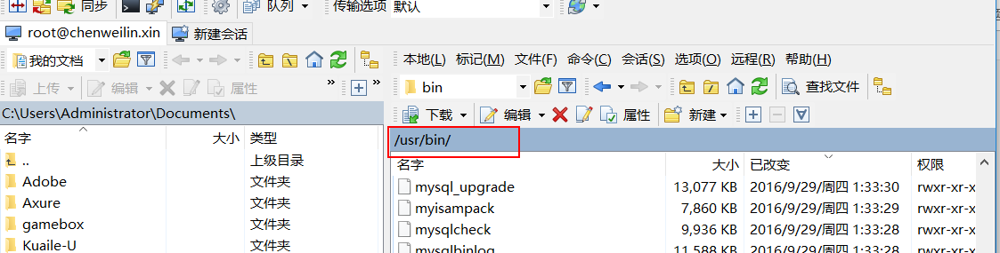 同步 队列 传输选项 默认
root@chenweilin.xin 新建会话
我的文档
上传 编辑 属性 »
C:\Users\Administrator\Documents\
名字 大小 类型
.. 上级目录
Adobe 文件夹
Axure 文件夹
gamebox 文件夹
Kuaile-U 文件夹
本地(L) 标记(M) 文件(F) 命令(C) 会话(S) 选项(O) 远程(R) 帮助(H)
bin 查找文件
下载 编辑 属性 新建
/usr/bin/
名字 大小 已改变 权限
mysql_upgrade 13,077 KB 2016/9/29/周四 1:33:30 rwxr-xr-x
myisampack 7,860 KB 2016/9/29/周四 1:33:29 rwxr-xr-x
mysqlcheck 9,936 KB 2016/9/29/周四 1:33:28 rwxr-xr-x
mysqlbinlog 11,588 KB 2016/9/29/周四 1:33:28 rwxr-xr-x